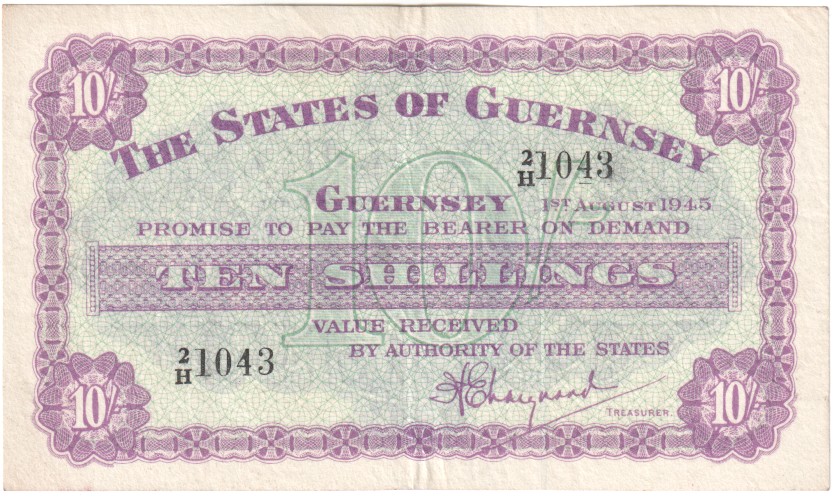 10/- 10/-
THE STATES OF GUERNSEY
2/H 1043
GUERNSEY 1ST AUGUST 1945
PROMISE TO PAY THE BEARER ON DEMAND
10/-
TEN SHILLINGS
VALUE RECEIVED
BY AUTHORITY OF THE STATES
2/H 1043
TREASURER.
10/- 10/-